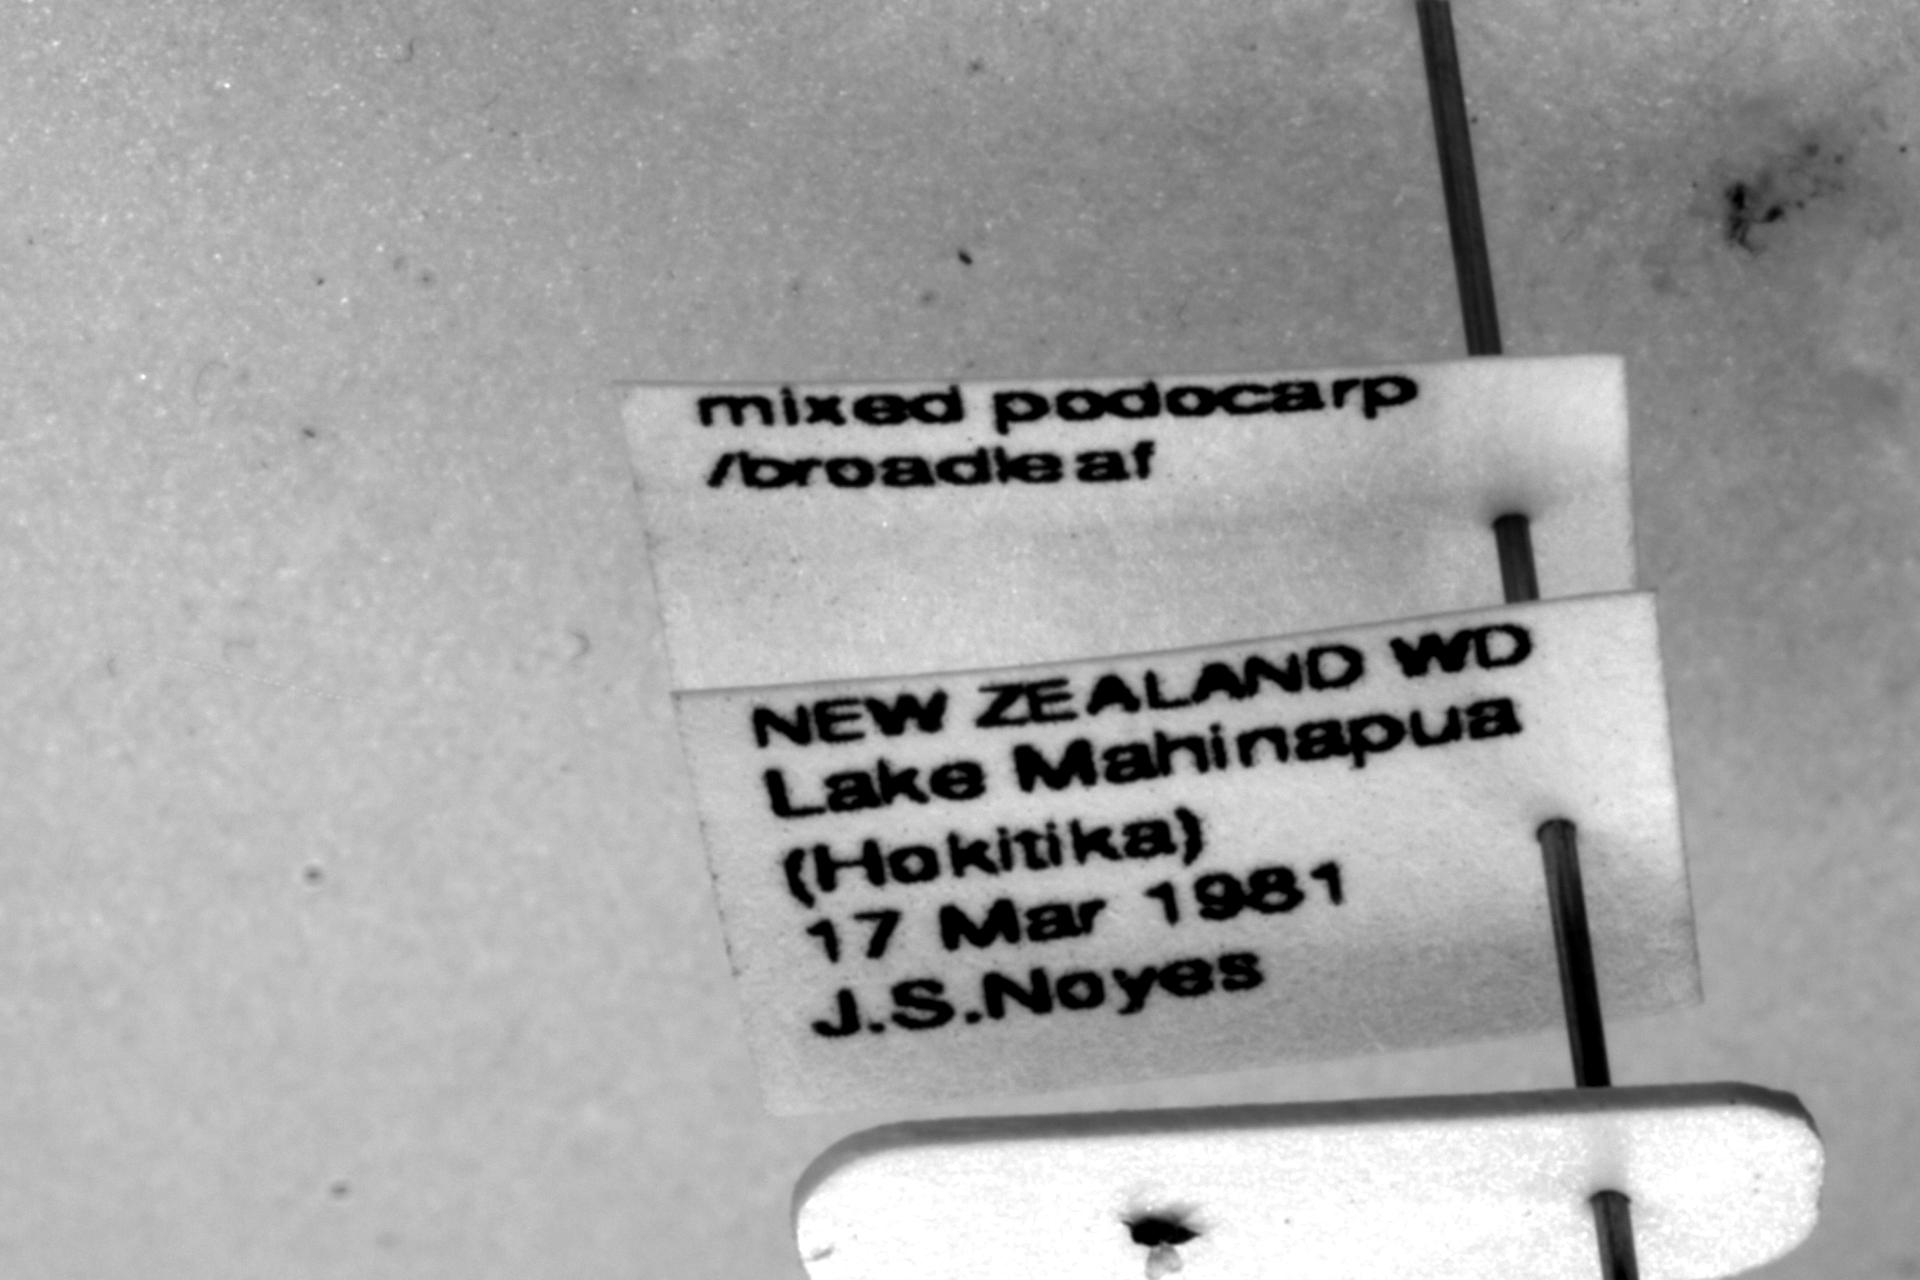 mixed podocarp
/broadleaf
NEW ZEALAND WD
Lake Mahinapua
(Hokitika)
17 Mar 1981
J.S.Noyes